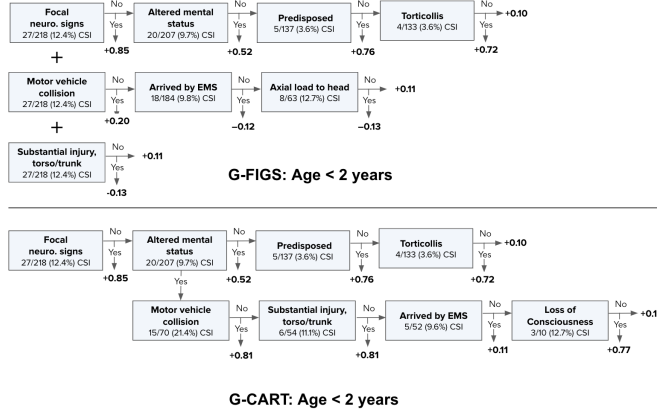 Focal
neuro. signs
27/218 (12.4%) CSI
No
Yes
+0.85
Altered mental
status
20/207 (9.7%) CSI
No
Yes
+0.52
Predisposed
5/137 (3.6%) CSI
No
Yes
+0.76
Torticollis
4/133 (3.6%) CSI
No
+0.10
Yes
+0.72
+
Motor vehicle
collision
27/218 (12.4%) CSI
No
Yes
+0.20
Arrived by EMS
18/184 (9.8%) CSI
No
Yes
−0.12
Axial load to head
8/63 (12.7%) CSI
No
+0.11
Yes
−0.13
+
Substantial injury,
torso/trunk
27/218 (12.4%) CSI
No
+0.11
Yes
-0.13
G-FIGS: Age < 2 years
Focal
neuro. signs
27/218 (12.4%) CSI
No
Yes
+0.85
Altered mental
status
20/207 (9.7%) CSI
No
Yes
+0.52
Predisposed
5/137 (3.6%) CSI
No
Yes
+0.76
Torticollis
4/133 (3.6%) CSI
No
+0.10
Yes
+0.72
Yes
Motor vehicle
collision
15/70 (21.4%) CSI
No
Yes
+0.81
Substantial injury,
torso/trunk
6/54 (11.1%) CSI
No
Yes
+0.81
Arrived by EMS
5/52 (9.6%) CSI
No
Yes
+0.11
Loss of
Consciousness
3/10 (12.7%) CSI
No
Yes
+0.77
G-CART: Age < 2 years